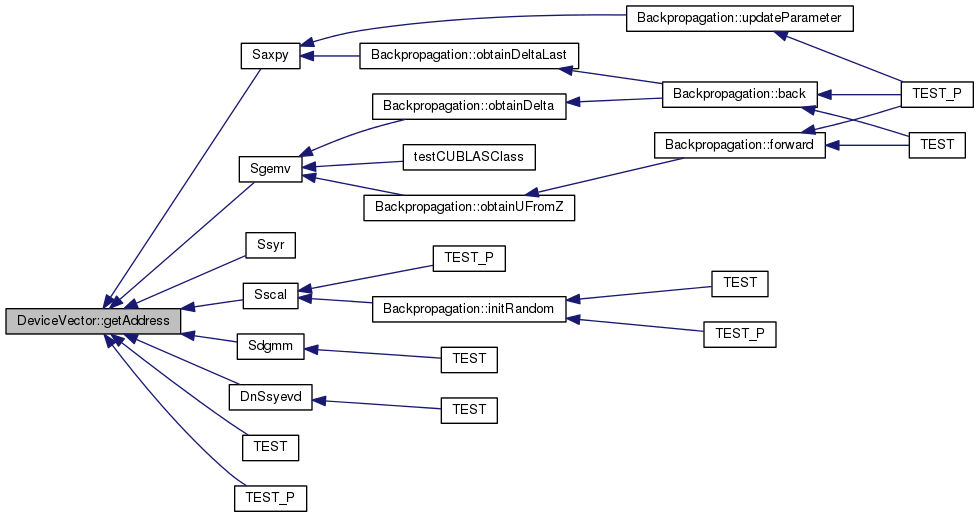 Backpropagation::updateParameter
Saxpy
Backpropagation::obtainDeltaLast
Backpropagation::back
TEST_P
Backpropagation::obtainDelta
Backpropagation::forward
TEST
testCUBLASClass
Sgemv
Backpropagation::obtainUFromZ
Ssyr
TEST_P
TEST
Sscal
Backpropagation::initRandom
DeviceVector::getAddress
TEST_P
Sdgmm
TEST
DnSsyevd
TEST
TEST
TEST_P